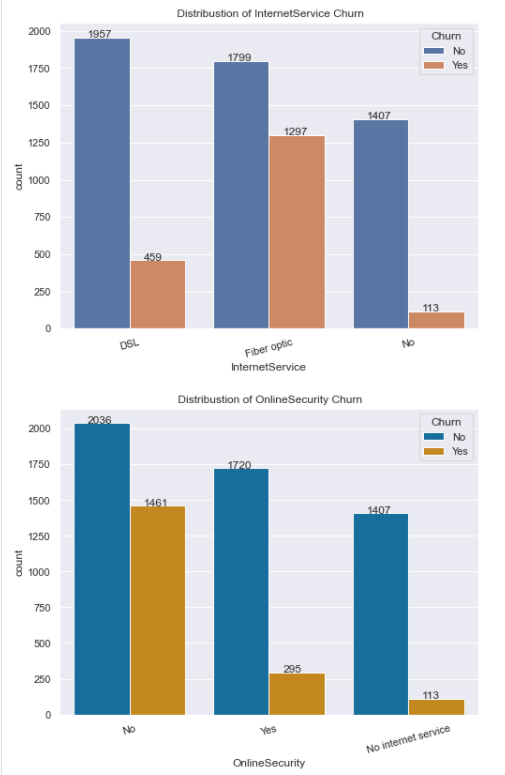 Distribustion of InternetService Churn
2000
1957
Churn
No
Yes
1799
1750
1500
1407
1297
1250
count
1000
750
500
459
250
113
0
DSL
Fiber optic
No
InternetService
Distribustion of OnlineSecurity Churn
2036
Churn
No
Yes
2000
1750
1720
1500
1461
1407
1250
count
1000
750
500
295
250
113
0
No
Yes
No internet service
OnlineSecurity